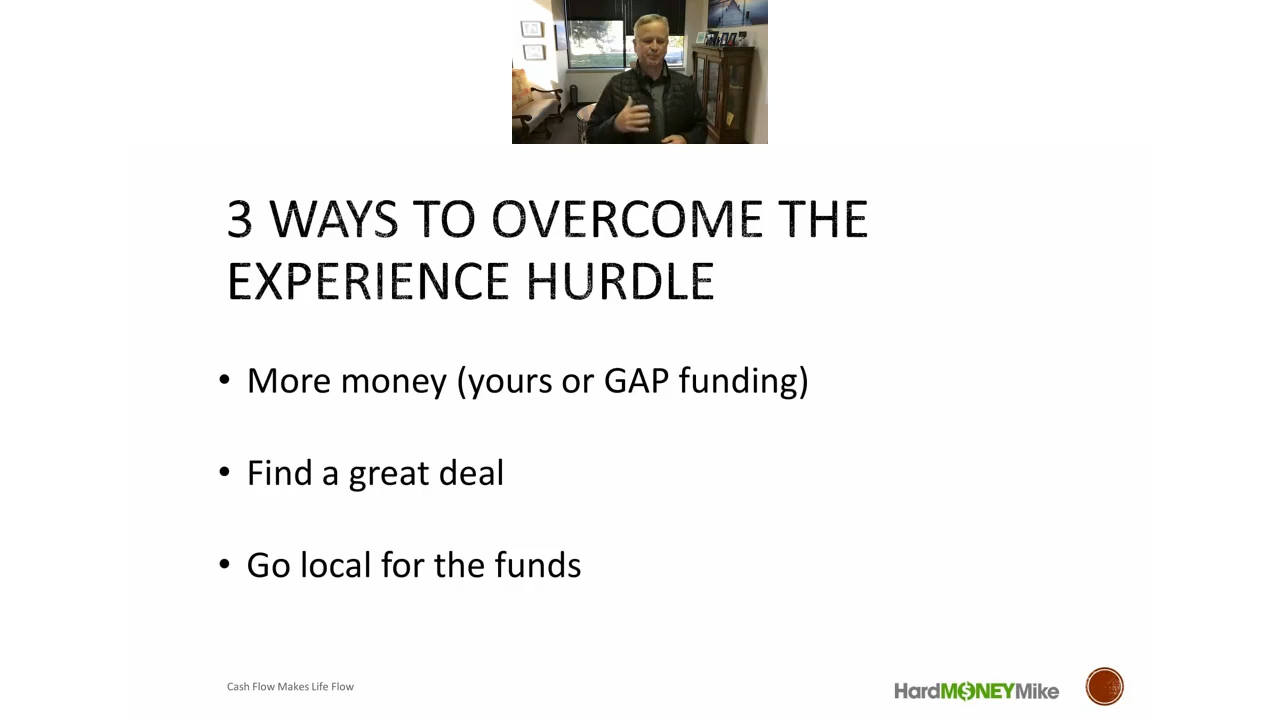 3 WAYS TO OVERCOME THE
EXPERIENCE HURDLE
• More money (yours or GAP funding)
• Find a great deal
• Go local for the funds
Cash Flow Makes Life Flow
HardMONEYMike